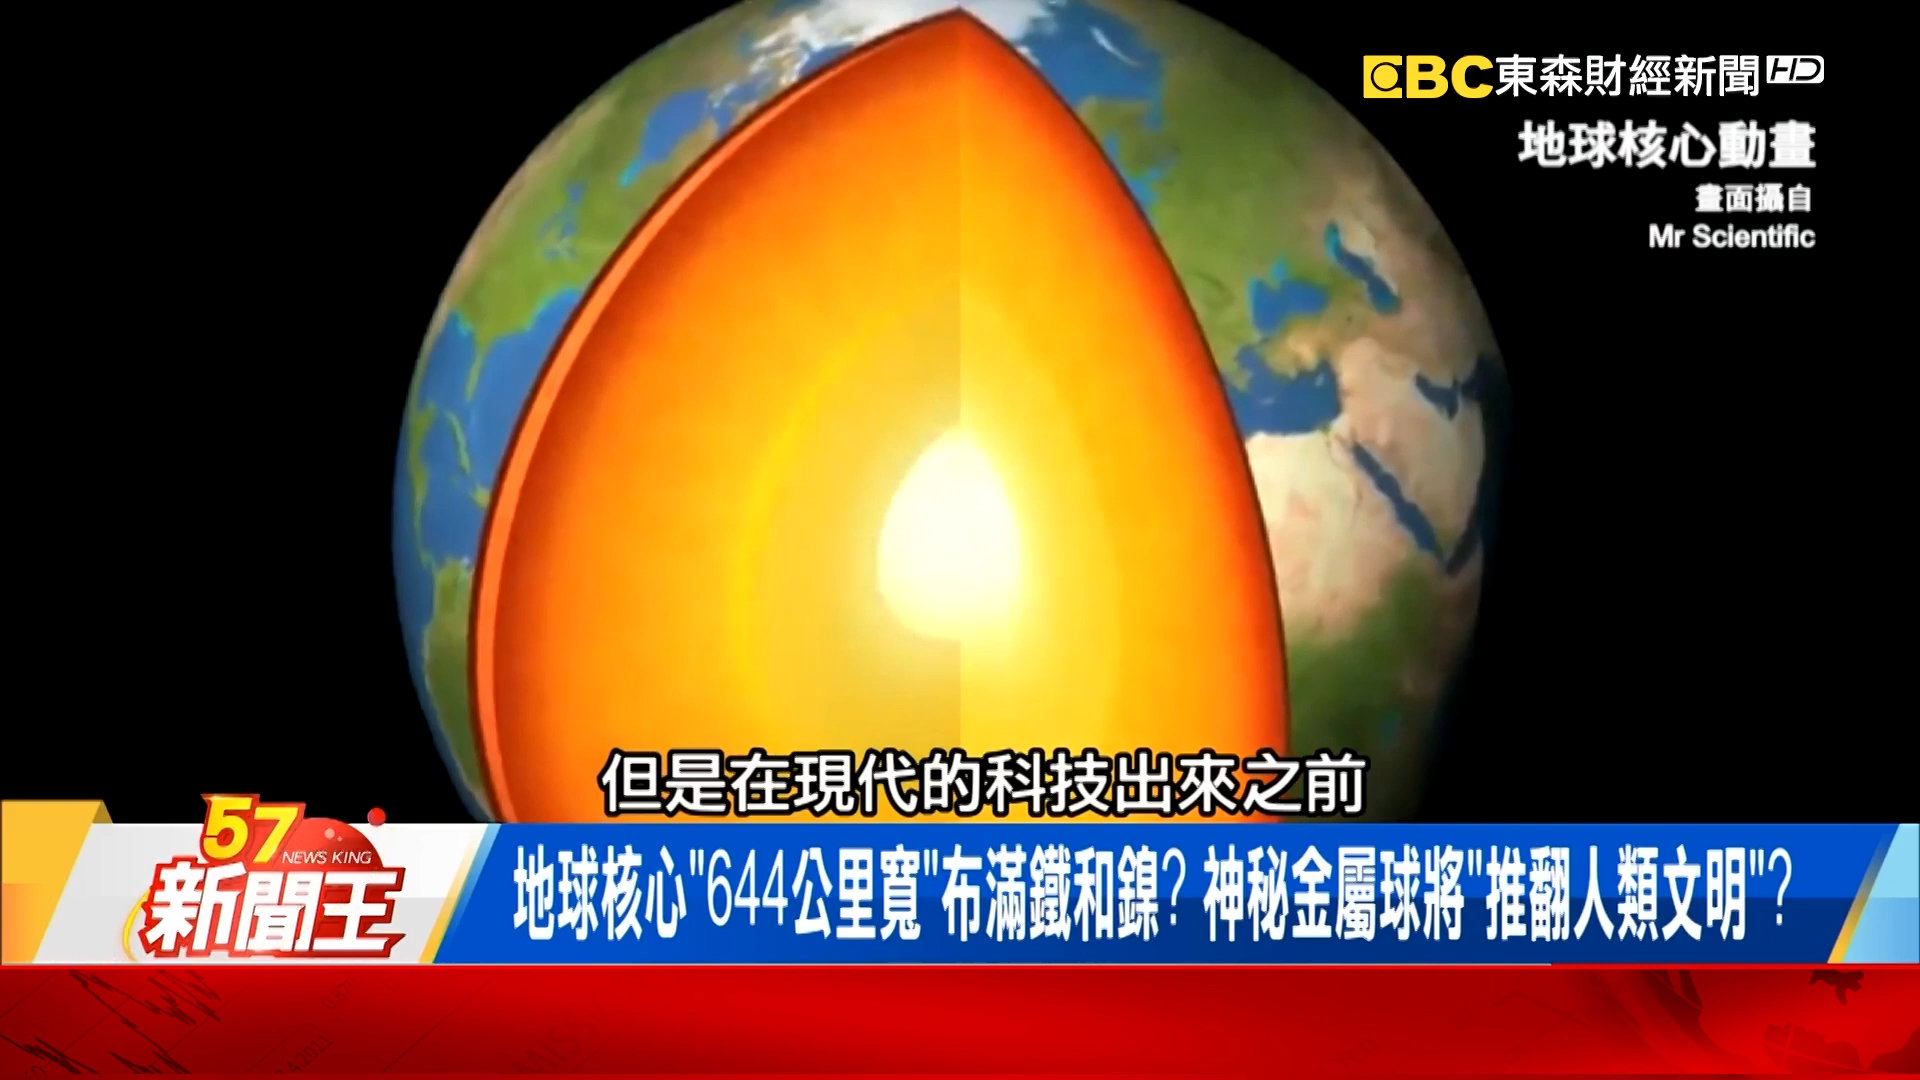 EBC東森財經新聞HD
地球核心動畫
畫面攝自
Mr Scientific
但是在現代的科技出來之前
57
NEWS KING
新聞王
地球核心"644公里寬"布滿鐵和鎳? 神秘金屬球將"推翻人類文明"?